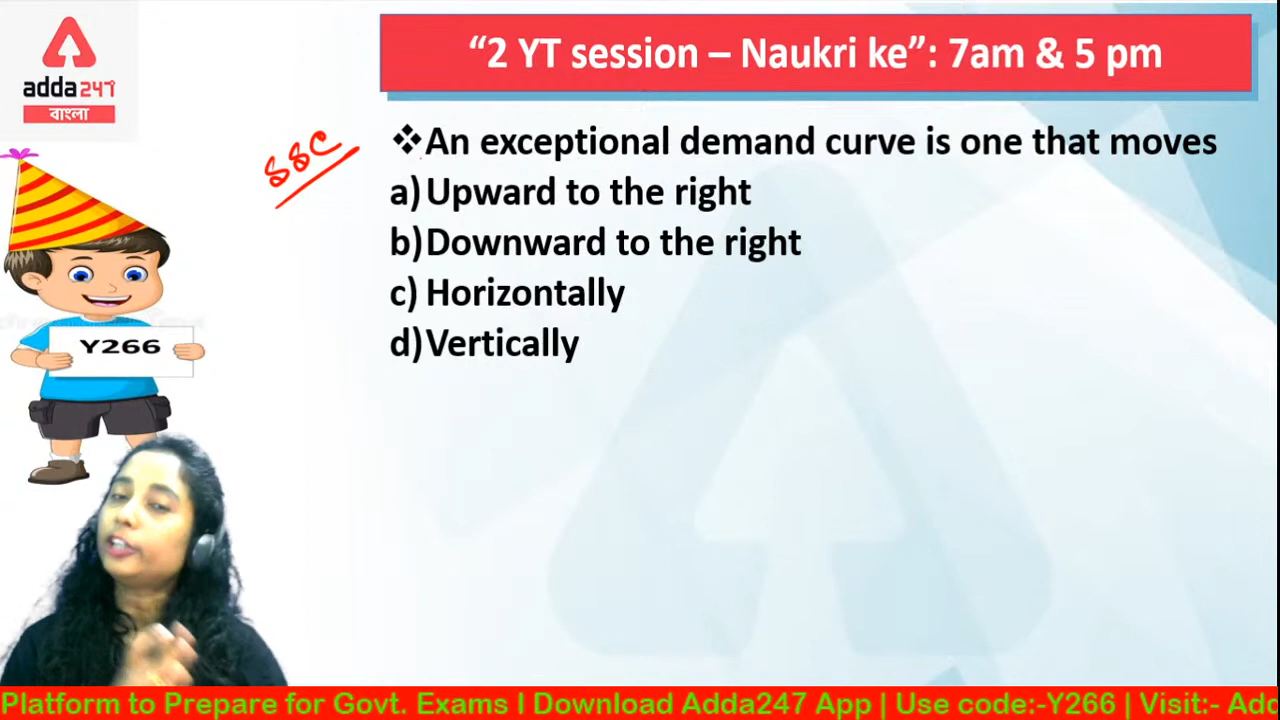 adda247
বাংলা
“2 YT session – Naukri ke”: 7am & 5 pm
SSC
❖An exceptional demand curve is one that moves
a) Upward to the right
b) Downward to the right
c) Horizontally
d) Vertically
Y266
Platform to Prepare for Govt. Exams I Download Adda247 App | Use code:-Y266 | Visit:- Add